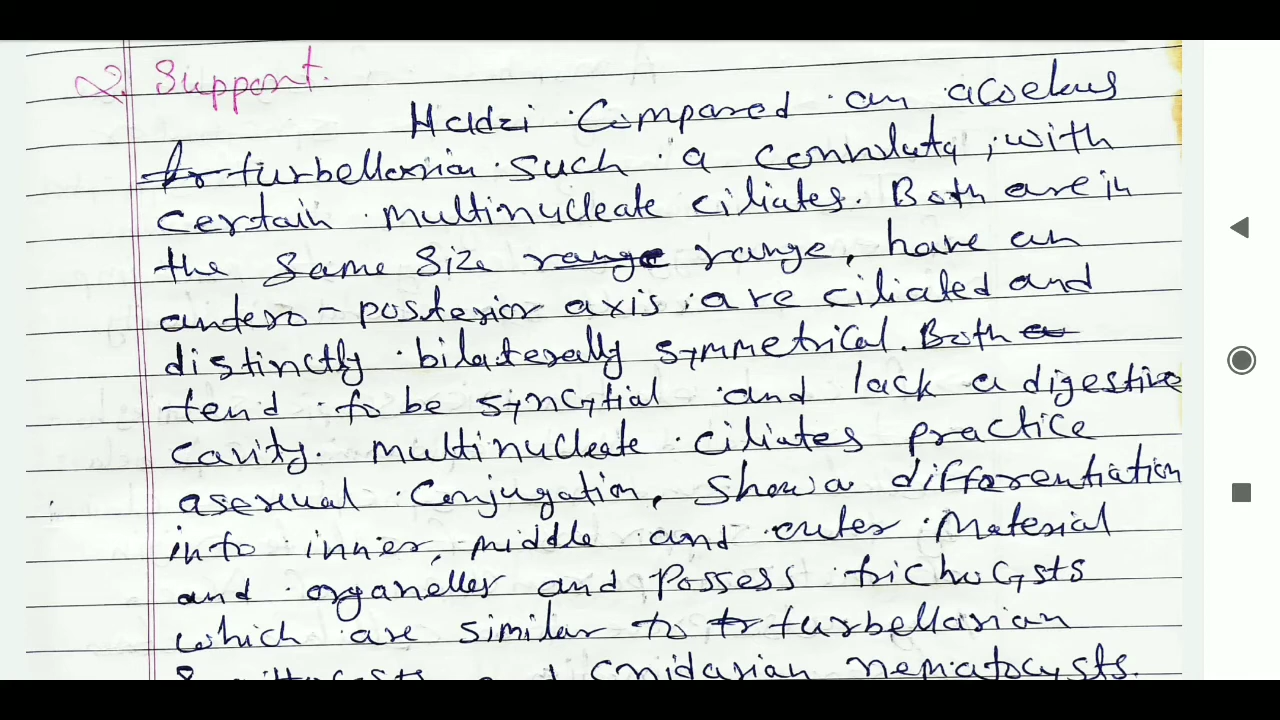 2. Support.
Hadzi Compared an acoelus
turbellarian such a convoluta, with
certain multinucleate ciliates. Both are in
the same size range range, have an
antero-posterior axis, are ciliated and
distinctly bilaterally symmetrical. Both
tend to be syncytial and lack a digestive
cavity. multinucleate ciliates practice
asexual conjugation, show a differentiation
into inner, middle and outer material
and organelles and Possess trichocysts
which are similar to turbellarian
and cnidarian nematocysts.